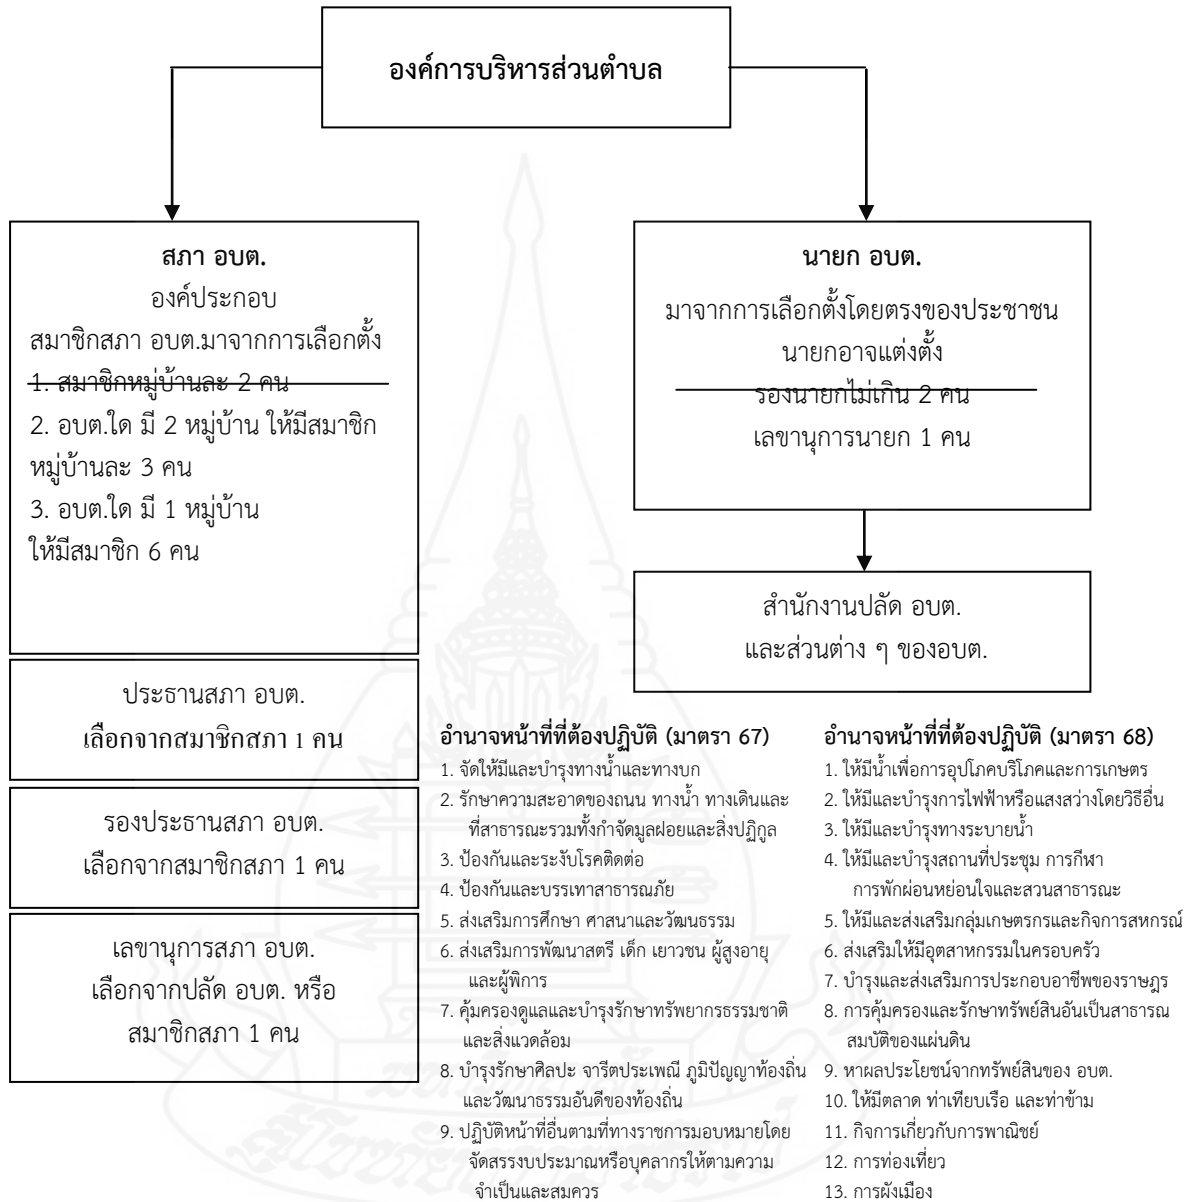 องค์การบริหารส่วนตำบล
สภา อบต.
องค์ประกอบ
สมาชิกสภา อบต.มาจากการเลือกตั้ง
1. สมาชิกหมู่บ้านละ 2 คน
2. อบต.ใด มี 2 หมู่บ้าน ให้มีสมาชิก
หมู่บ้านละ 3 คน
3. อบต.ใด มี 1 หมู่บ้าน
ให้มีสมาชิก 6 คน
ประธานสภา อบต.
เลือกจากสมาชิกสภา 1 คน
รองประธานสภา อบต.
เลือกจากสมาชิกสภา 1 คน
เลขานุการสภา อบต.
เลือกจากปลัด อบต. หรือ
สมาชิกสภา 1 คน
นายก อบต.
มาจากการเลือกตั้งโดยตรงของประชาชน
นายกอาจแต่งตั้ง
รองนายกไม่เกิน 2 คน
เลขานุการนายก 1 คน
สำนักงานปลัด อบต.
และส่วนต่าง ๆ ของอบต.
อำนาจหน้าที่ที่ต้องปฏิบัติ (มาตรา 67)
1. จัดให้มีและบำรุงทางน้ำและทางบก
2. รักษาความสะอาดของถนน ทางน้ำ ทางเดินและ
ที่สาธารณะรวมทั้งกำจัดมูลฝอยและสิ่งปฏิกูล
3. ป้องกันและระงับโรคติดต่อ
4. ป้องกันและบรรเทาสาธารณภัย
5. ส่งเสริมการศึกษา ศาสนาและวัฒนธรรม
6. ส่งเสริมการพัฒนาสตรี เด็ก เยาวชน ผู้สูงอายุ
และผู้พิการ
7. คุ้มครองดูแลและบำรุงรักษาทรัพยากรธรรมชาติ
และสิ่งแวดล้อม
8. บำรุงรักษาศิลปะ จารีตประเพณี ภูมิปัญญาท้องถิ่น
และวัฒนาธรรมอันดีของท้องถิ่น
9. ปฏิบัติหน้าที่อื่นตามที่ทางราชการมอบหมายโดย
จัดสรรงบประมาณหรือบุคลากรให้ตามความ
จำเป็นและสมควร
อำนาจหน้าที่ที่ต้องปฏิบัติ (มาตรา 68)
1. ให้มีน้ำเพื่อการอุปโภคบริโภคและการเกษตร
2. ให้มีและบำรุงการไฟฟ้าหรือแสงสว่างโดยวิธีอื่น
3. ให้มีและบำรุงทางระบายน้ำ
4. ให้มีและบำรุงสถานที่ประชุม การกีฬา
การพักผ่อนหย่อนใจและสวนสาธารณะ
5. ให้มีและส่งเสริมกลุ่มเกษตรกรและกิจการสหกรณ์
6. ส่งเสริมให้มีอุตสาหกรรมในครอบครัว
7. บำรุงและส่งเสริมการประกอบอาชีพของราษฎร
8. การคุ้มครองและรักษาทรัพย์สินอันเป็นสาธารณ
สมบัติของแผ่นดิน
9. หาผลประโยชน์จากทรัพย์สินของ อบต.
10. ให้มีตลาด ท่าเทียบเรือ และท่าข้าม
11. กิจการเกี่ยวกับการพาณิชย์
12. การท่องเที่ยว
13. การผังเมือง